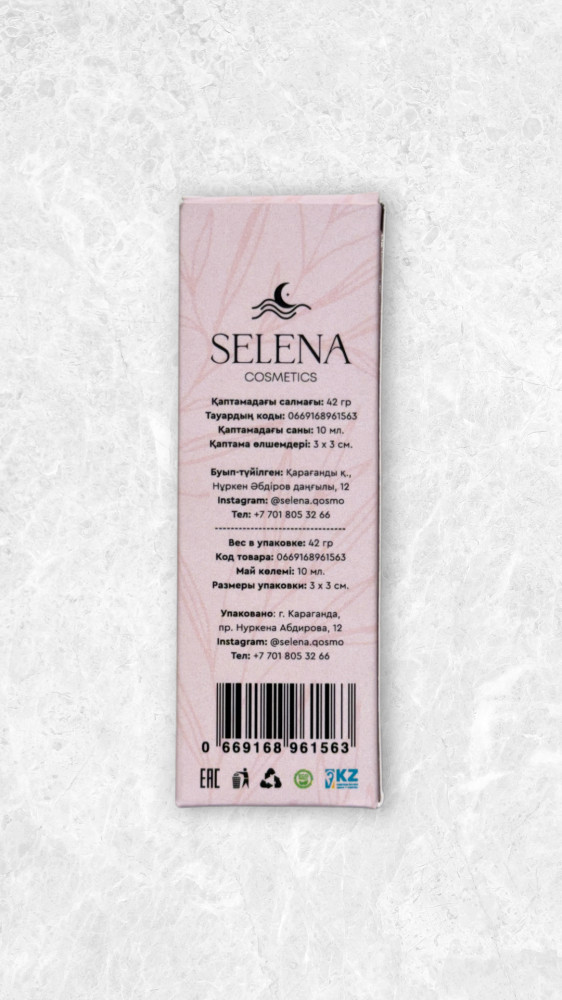 SELENA
COSMETICS
Қаптамадағы салмағы: 42 гр
Тауардың коды: 0669168961563
Қаптамадағы саны: 10 мл.
Қаптама өлшемдері: 3 x 3 см.
Буып-түйілген: Қарағанды қ.,
Нұркен Әбдіров даңғылы, 12
Instagram: @selena.qosmo
Тел: +7 701 805 32 66
Вес в упаковке: 42 гр
Код товара: 0669168961563
Май көлемі: 10 мл.
Размеры упаковки: 3 x 3 см.
Упаковано: г. Караганда,
пр. Нуркена Абдирова, 12
Instagram: @selena.qosmo
Тел: +7 701 805 32 66
0 669168 961563
EAC
KZ